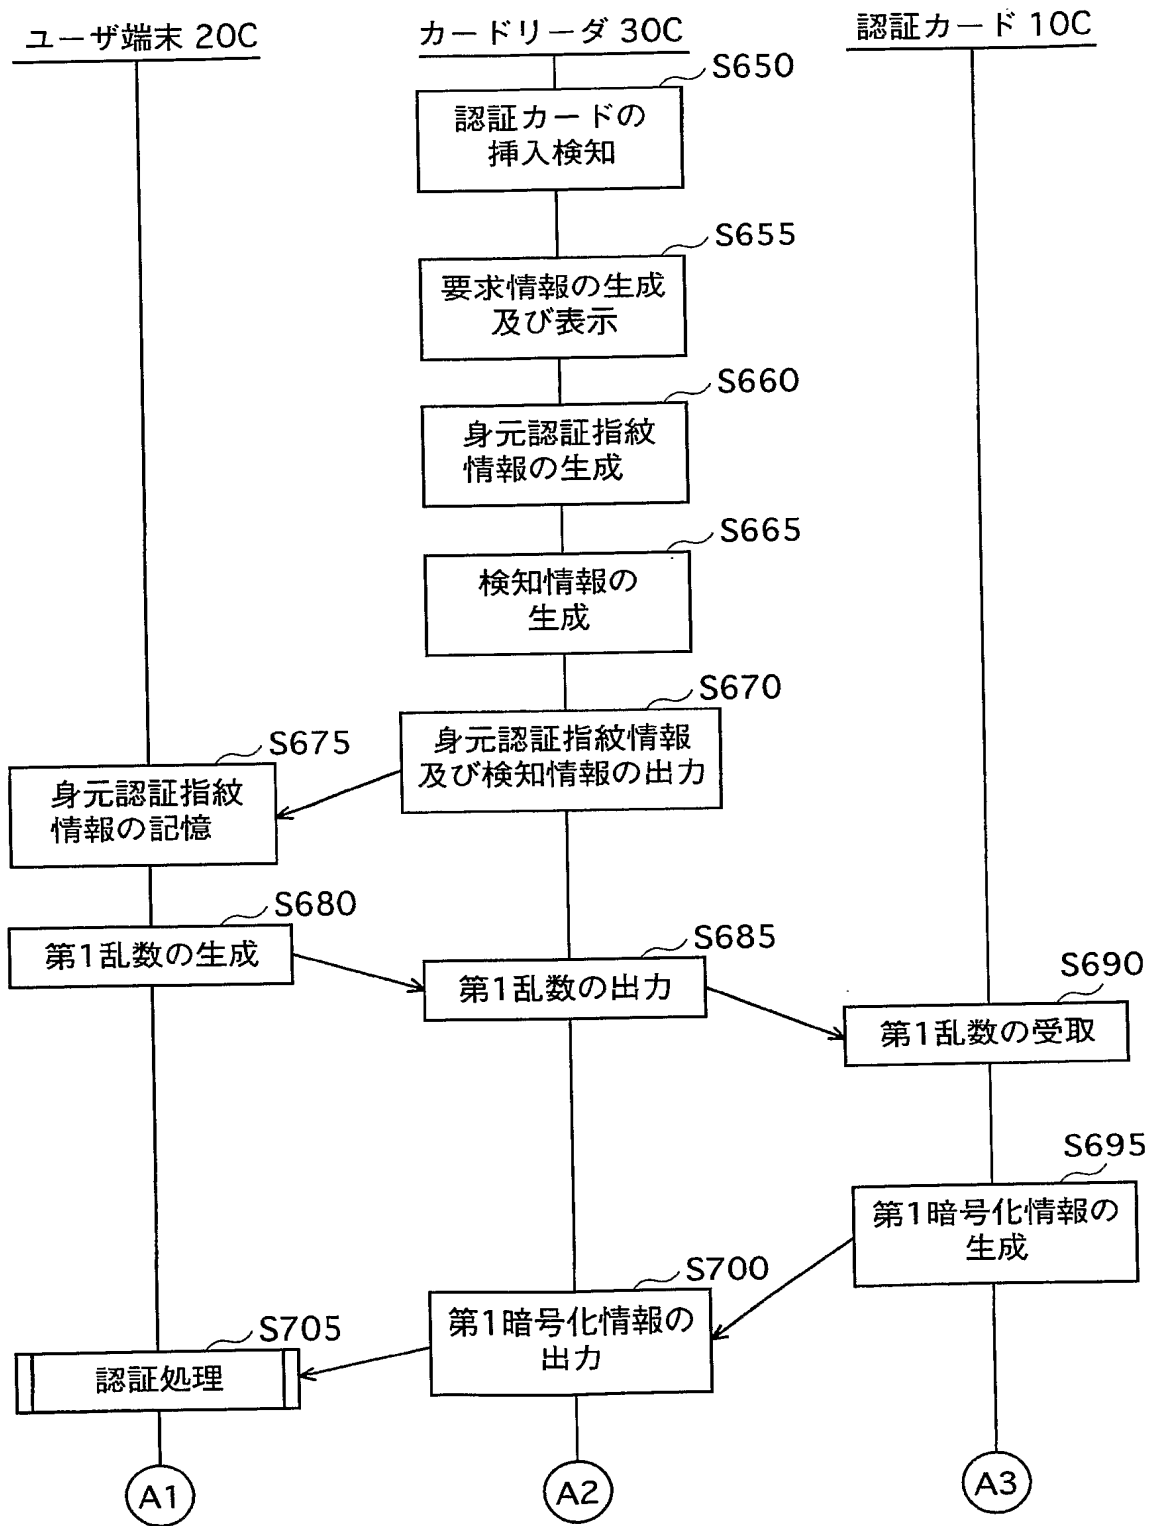 ユーザ端末 20C
カードリーダ 30C
認証カード 10C
S650
認証カードの
挿入検知
S655
要求情報の生成
及び表示
S660
身元認証指紋
情報の生成
S665
検知情報の
生成
S670
身元認証指紋情報
及び検知情報の出力
S675
身元認証指紋
情報の記憶
S680
第1乱数の生成
S685
第1乱数の出力
S690
第1乱数の受取
S695
第1暗号化情報の
生成
S700
第1暗号化情報の
出力
S705
認証処理
A1
A2
A3